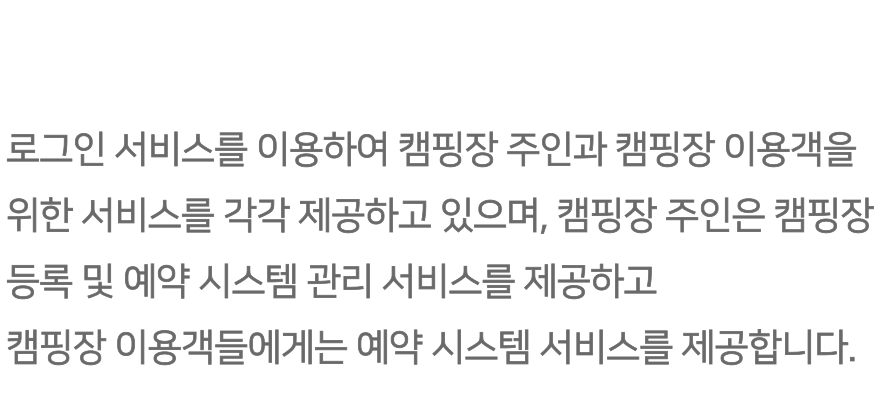 로그인 서비스를 이용하여 캠핑장 주인과 캠핑장 이용객을
위한 서비스를 각각 제공하고 있으며, 캠핑장 주인은 캠핑장
등록 및 예약 시스템 관리 서비스를 제공하고
캠핑장 이용객들에게는 예약 시스템 서비스를 제공합니다.